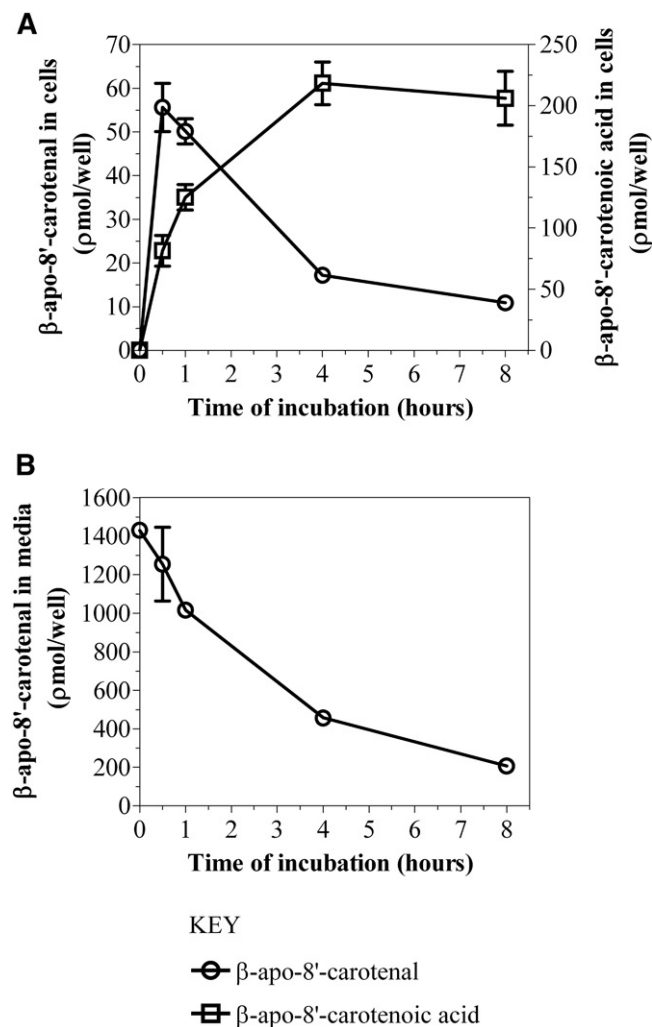 A
β-apo-8'-carotenal in cells
(ρmol/well)
70
60
50
40
30
20
10
0
250
200
150
100
50
0
β-apo-8'-carotenoic acid in cells
(ρmol/well)
0 1 2 3 4 5 6 7 8
Time of incubation (hours)
B
β-apo-8'-carotenal in media
(ρmol/well)
1600
1400
1200
1000
800
600
400
200
0
0 1 2 3 4 5 6 7 8
Time of incubation (hours)
KEY
β-apo-8'-carotenal
β-apo-8'-carotenoic acid